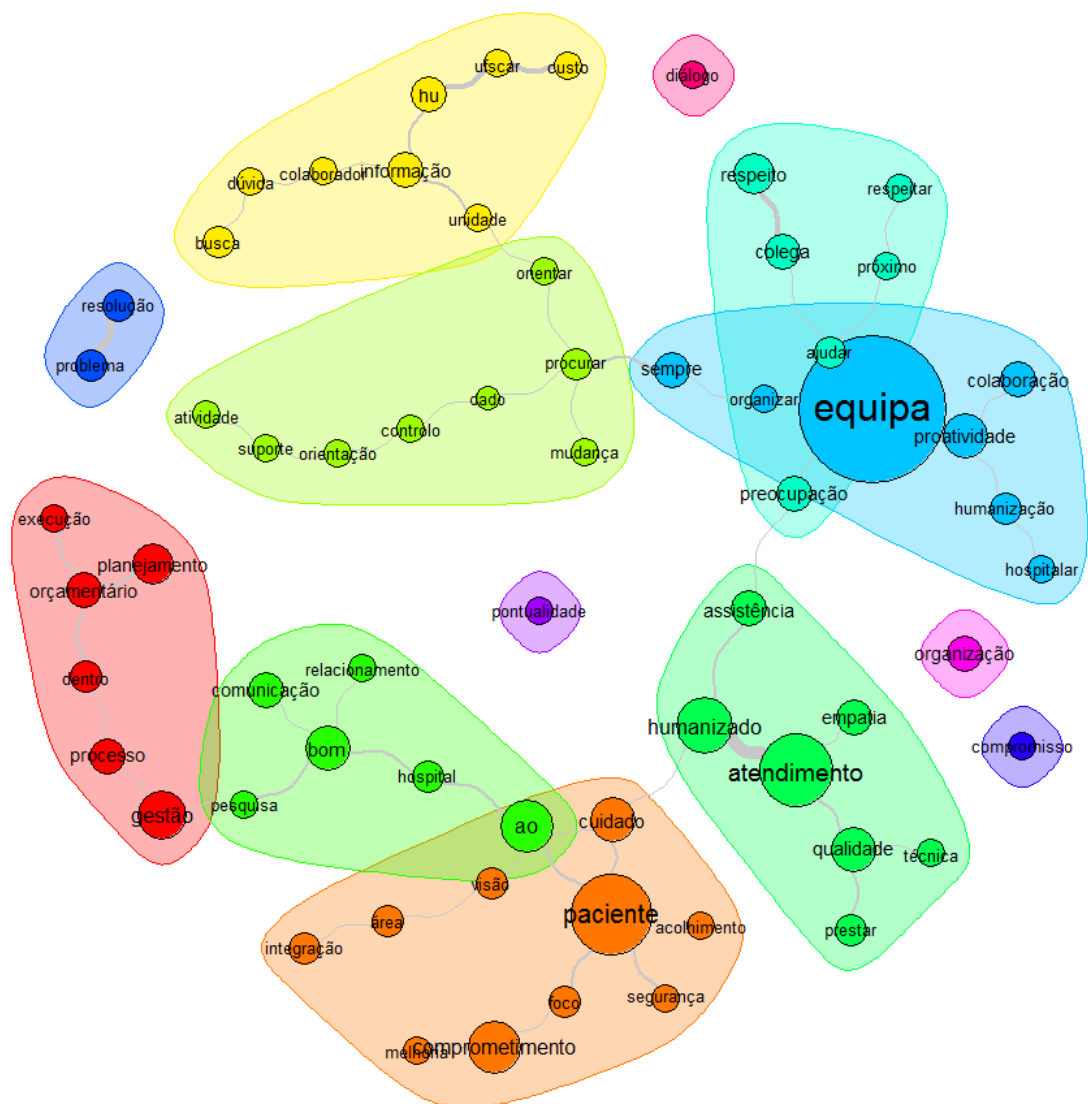 ufscar
custo
diálogo
hu
informação
colaborador
dúvida
respeito
respeitar
unidade
busca
colega
próximo
orientar
resolução
problema
procurar
sempre
ajudar
colaboração
dado
organizar
equipa
proatividade
atividade
suporte
orientação
controlo
mudança
preocupação
humanização
execução
planejamento
hospitalar
orçamentário
pontualidade
assistência
organização
relacionamento
comunicação
dentro
humanizado
empatia
processo
bom
hospital
atendimento
compromisso
pesquisa
gestão
ao
cuidado
qualidade
técnica
visão
paciente
acolhimento
prestar
área
integração
foco
segurança
melhoria
comprometimento